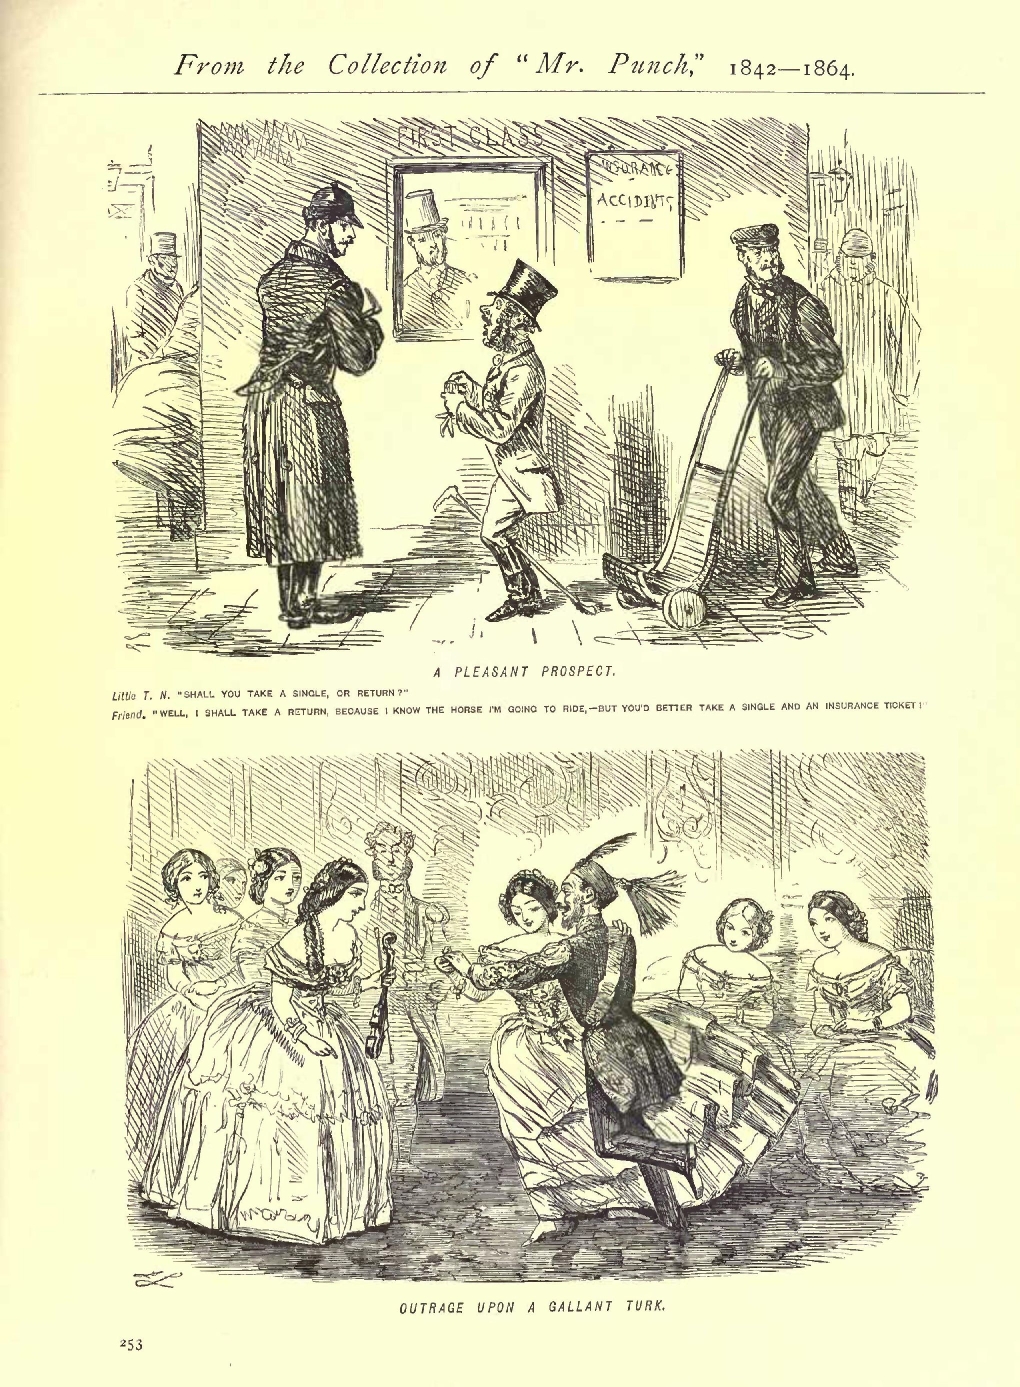 From the Collection of "Mr. Punch," 1842—1864.
FIRST CLASS
INSURANCE
ACCIDENTS
A PLEASANT PROSPECT.
Little T. N. "SHALL YOU TAKE A SINGLE, OR RETURN?"
Friend. "WELL, I SHALL TAKE A RETURN, BECAUSE I KNOW THE HORSE I'M GOING TO RIDE,—BUT YOU'D BETTER TAKE A SINGLE AND AN INSURANCE TICKET!"
OUTRAGE UPON A GALLANT TURK.
253